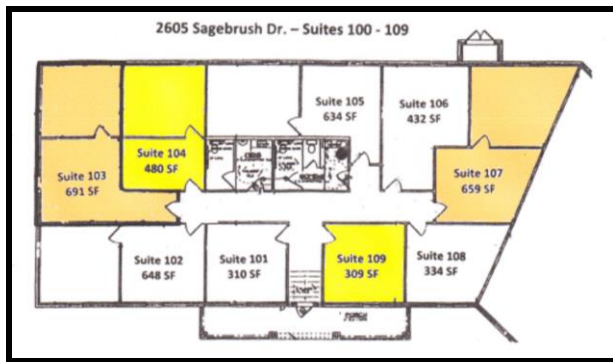 2605 Sagebrush Dr. – Suites 100 - 109
Suite 105
634 SF
Suite 106
432 SF
Suite 104
480 SF
Suite 103
691 SF
Suite 107
659 SF
Suite 102
648 SF
Suite 101
310 SF
Suite 109
309 SF
Suite 108
334 SF